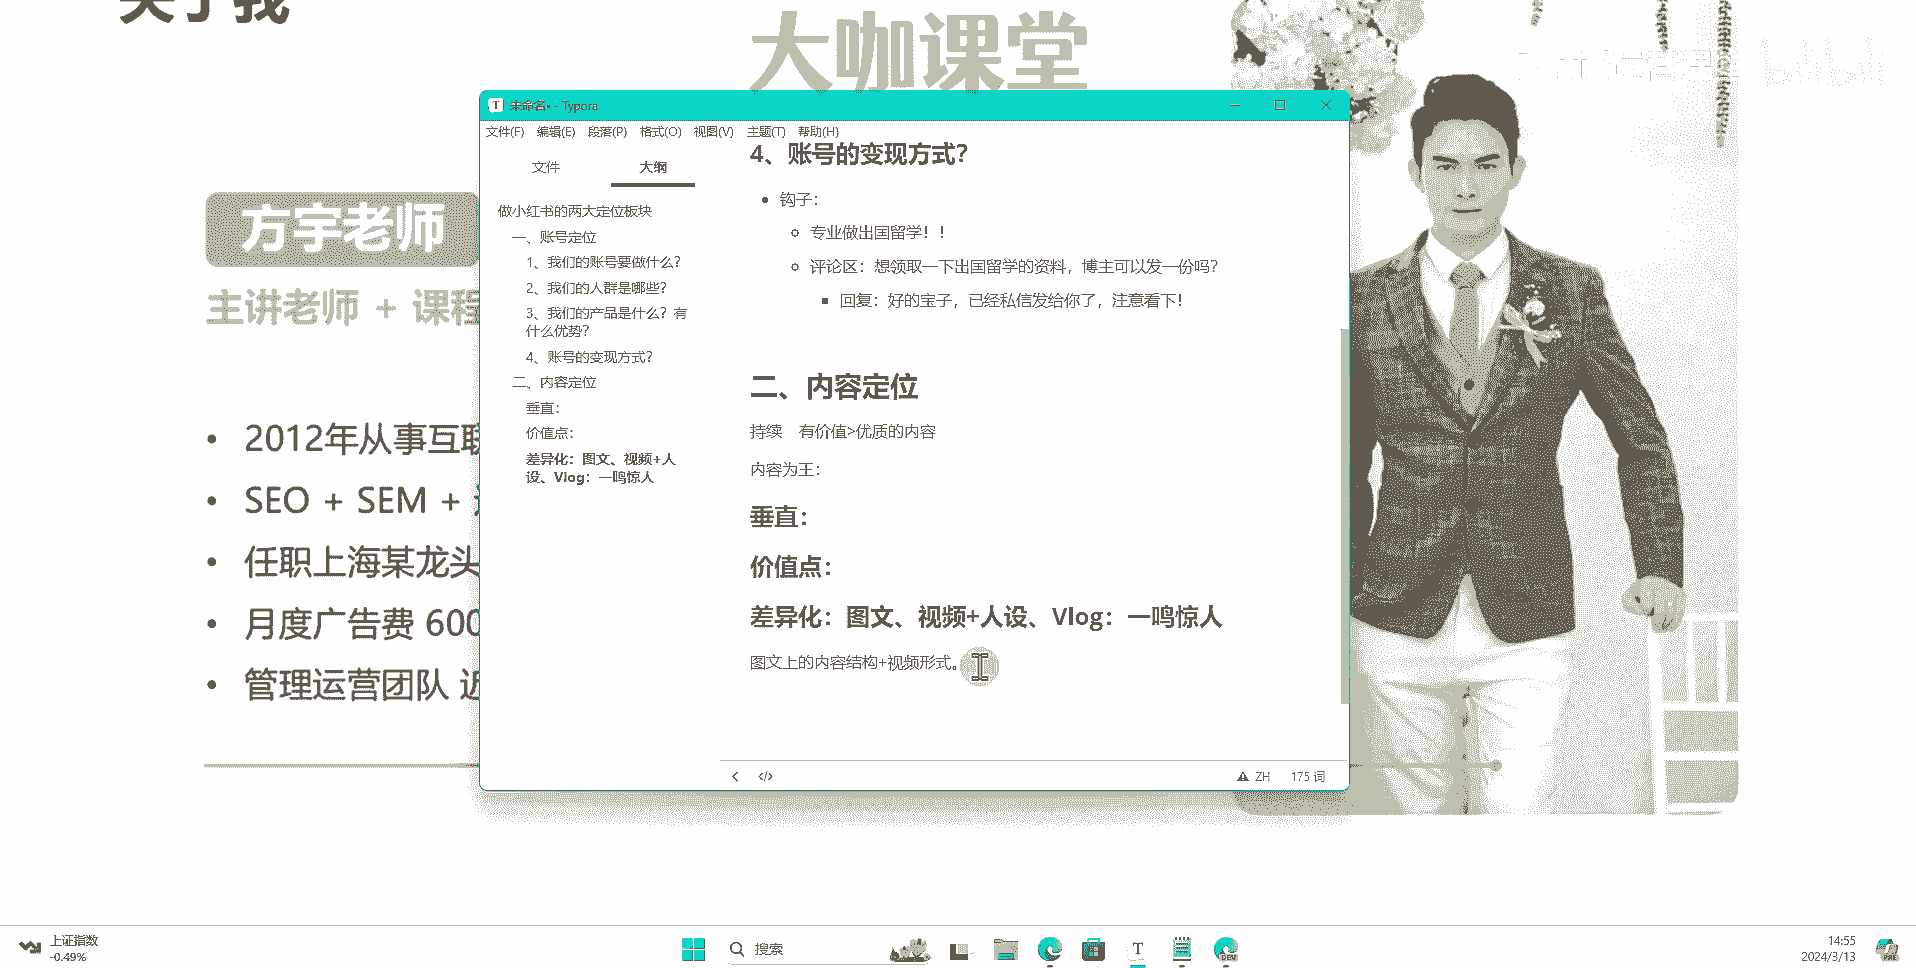 关于我
大咖课堂
bilibili
方宇老师
主讲老师 + 课程
2012年从事互联
SEO + SEM +
任职上海某龙头
月度广告费 600
管理运营团队 近
未命名• - Typora
文件(F) 编辑(E) 段落(P) 格式(O) 视图(V) 主题(T) 帮助(H)
文件 大纲
做小红书的两大定位板块
一、账号定位
1、我们的账号要做什么？
2、我们的人群是哪些？
3、我们的产品是什么？有
什么优势？
4、账号的变现方式？
二、内容定位
垂直：
价值点：
差异化：图文、视频+人
设、Vlog：一鸣惊人
4、账号的变现方式？
钩子：
专业做出国留学！！
评论区：想领取一下出国留学的资料，博主可以发一份吗？
回复：好的宝子，已经私信发给你了，注意看下！
二、内容定位
持续 有价值>优质的内容
内容为王：
垂直：
价值点：
差异化：图文、视频+人设、Vlog：一鸣惊人
图文上的内容结构+视频形式。
ZH 175 词
上证指数
-0.49%
搜索
DEV
14:55
2024/3/13
PRE